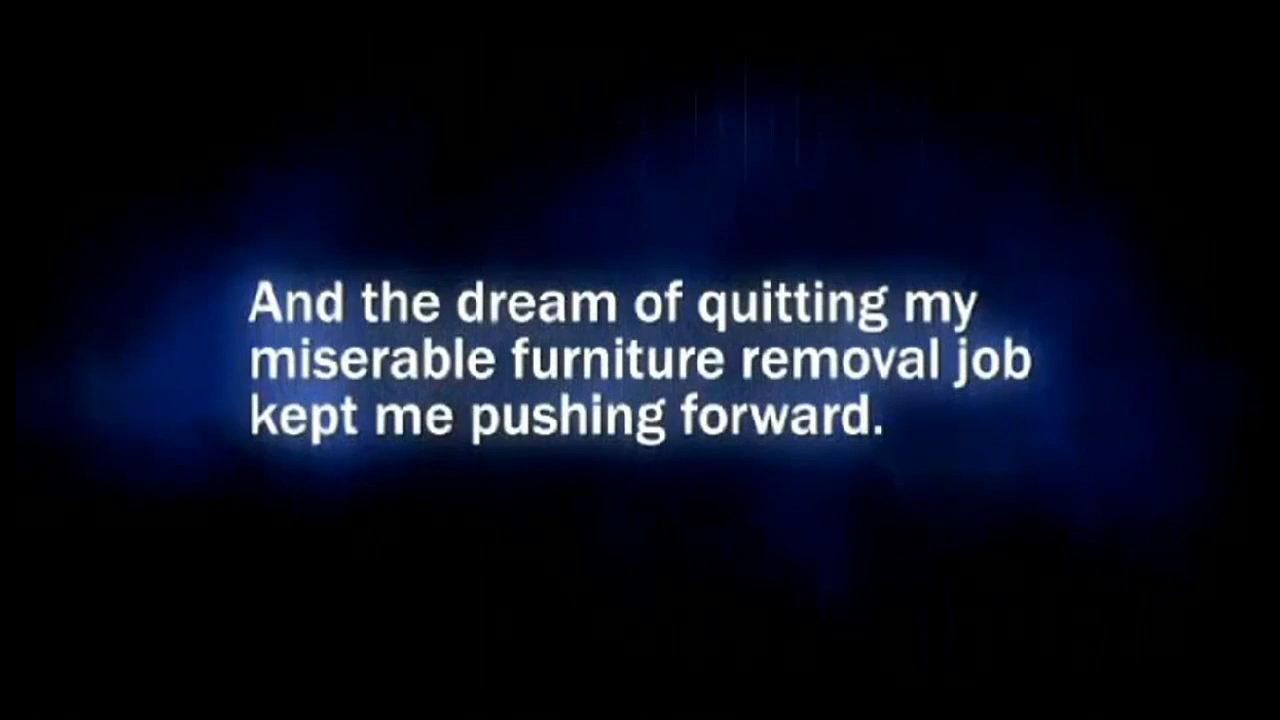 And the dream of quitting my
miserable furniture removal job
kept me pushing forward.